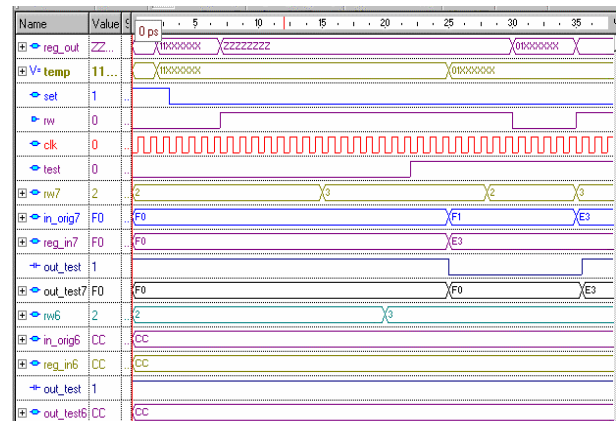 Name Value S 0 ps 5 10 15 20 25 30 35
reg_out ZZ... 11XXXXXX ZZZZZZZZ 01XXXXXX
temp 11... 11XXXXXX 01XXXXXX
set 1
rw 0
clk 0
test 0
rw7 2 2 3 2 3
in_orig7 F0 F0 F1 E3
reg_in7 F0 F0 E3
out_test 1
out_test7 F0 F0 F0 E3
rw6 2 2 3
in_orig6 CC CC
reg_in6 CC CC
out_test 1
out_test6 CC CC